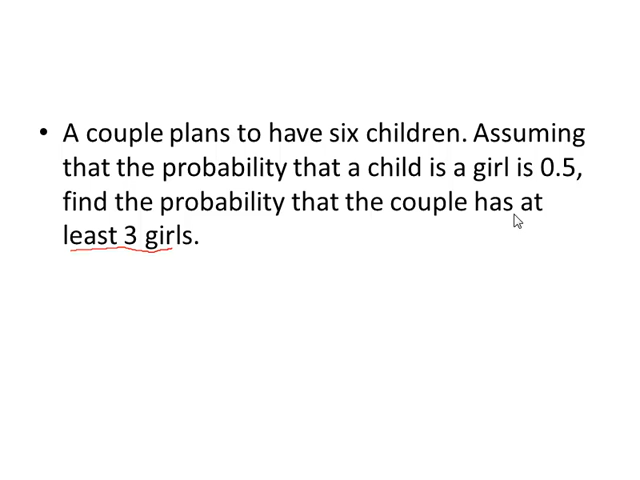 • A couple plans to have six children. Assuming
that the probability that a child is a girl is 0.5,
find the probability that the couple has at
least 3 girls.